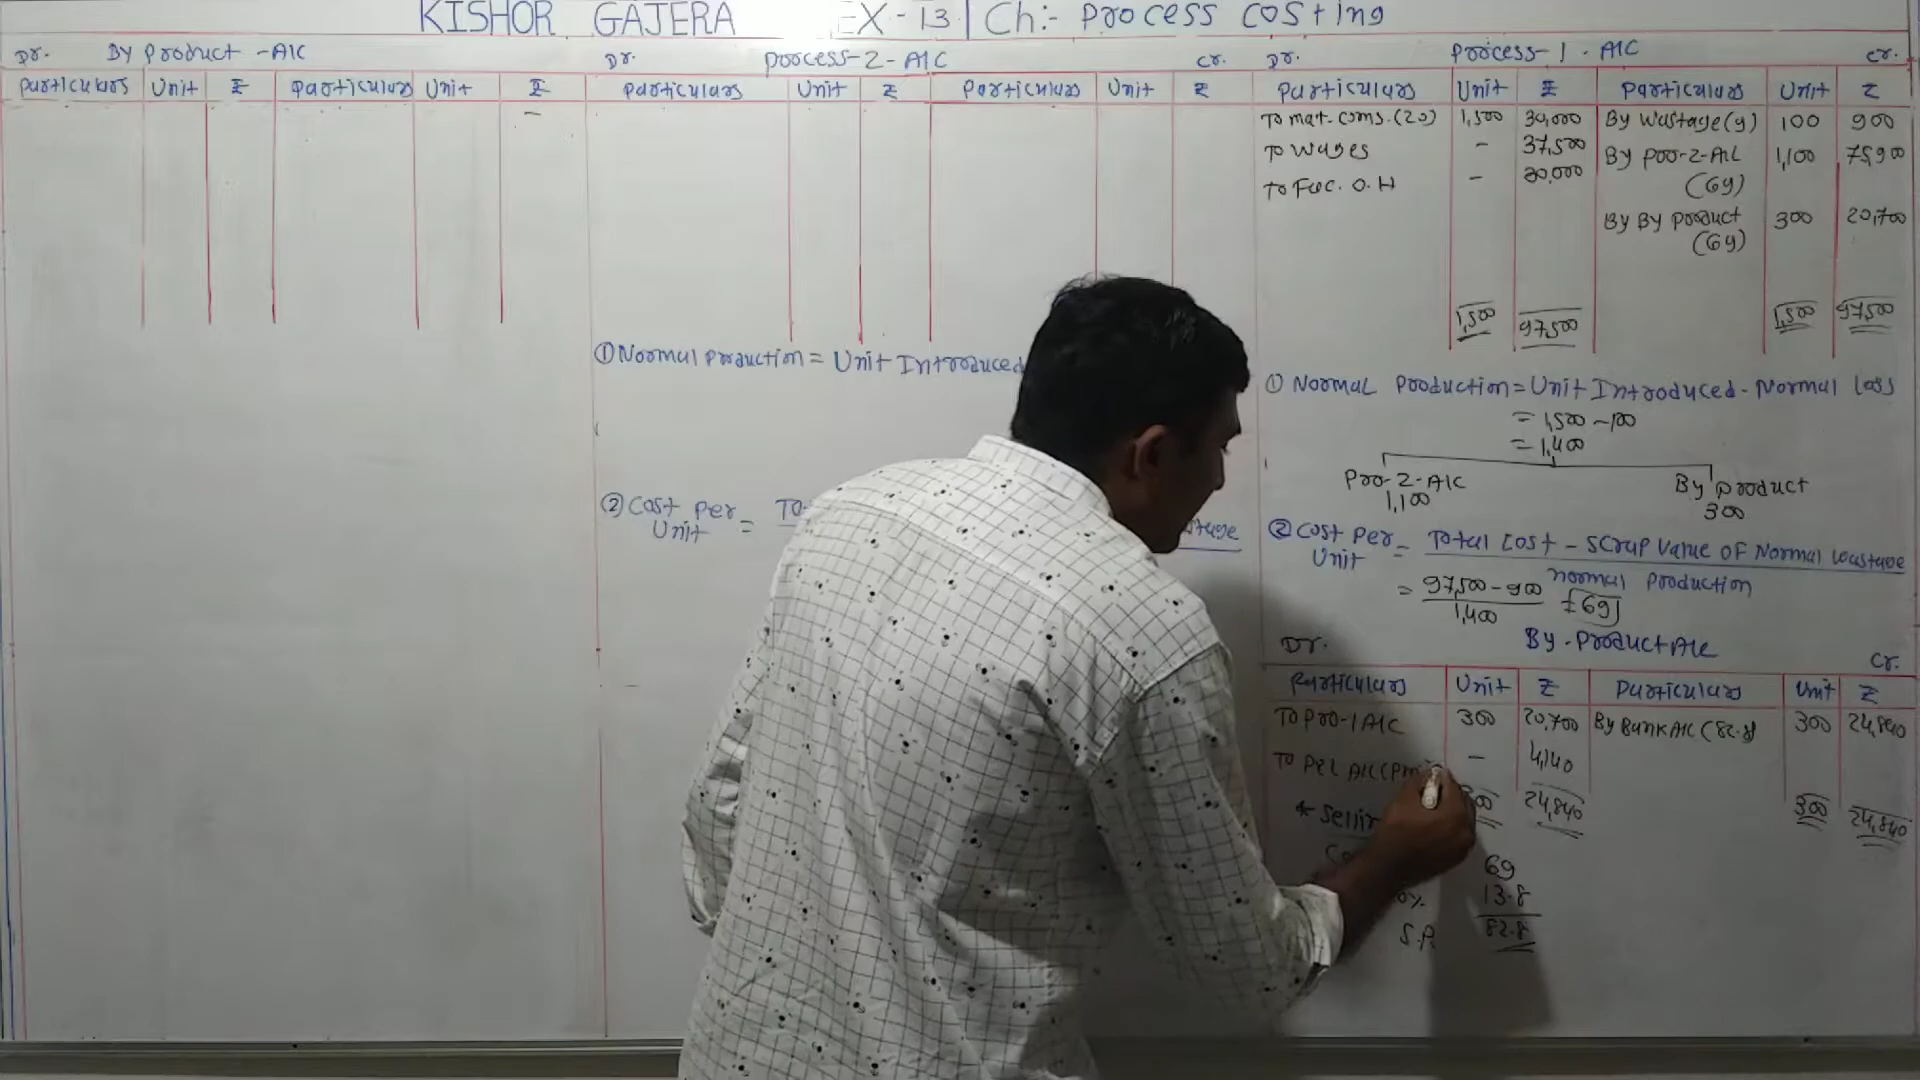 KISHOR GAJERA EX-13 | Ch:- Process costing
Dr. By Product -A/C
Particulars Unit ₹ Particulars Unit ₹
-
Dr. process-2-A/C Cr.
Particulars Unit ₹ Particulars Unit ₹
① Normal Production = Unit Introduced
② Cost Per Unit = To
stage
Dr. process-1-A/C Cr.
Particulars Unit ₹ Particulars Unit ₹
To mat. cons. (20) 1,500 30,000 By Wastage(9) 100 900
To Wages - 37,500 By Pro-2-A/C 1,100 75,900
To Fac. O.H - 30,000 (69)
By By Product 300 20,700
(69)
1,500 97,500 1,500 97,500
① Normal Production = Unit Introduced - Normal loss
= 1,500 - 100
= 1,400
Pro-2-A/C By product
1,100 300
② Cost Per Unit = Total Cost - Scrap Value of Normal Wastage
Normal production
= 97,500 - 900
1,400
= 69
Dr. By-Product A/c Cr.
Particulars Unit ₹ Particulars Unit ₹
To Pro-1 A/C 300 20,700 By Bank A/C (82.8) 300 24,840
To P&L A/C - 4,140
300 24,840 300 24,840
69
13.8
S.P. 82.8